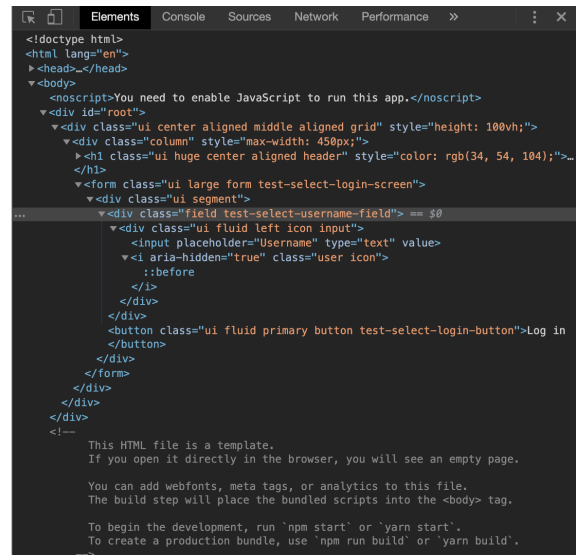 Elements Console Sources Network Performance »
<!doctype html>
<html lang="en">
▶<head>…</head>
▼<body>
<noscript>You need to enable JavaScript to run this app.</noscript>
▼<div id="root">
▼<div class="ui center aligned middle aligned grid" style="height: 100vh;">
▼<div class="column" style="max-width: 450px;">
▶<h1 class="ui huge center aligned header" style="color: rgb(34, 54, 104);">…
</h1>
▼<form class="ui large form test-select-login-screen">
▼<div class="ui segment">
… ▼<div class="field test-select-username-field"> == $0
▼<div class="ui fluid left icon input">
<input placeholder="Username" type="text" value>
▼<i aria-hidden="true" class="user icon">
::before
</i>
</div>
</div>
<button class="ui fluid primary button test-select-login-button">Log in
</button>
</div>
</form>
</div>
</div>
</div>
<!--
This HTML file is a template.
If you open it directly in the browser, you will see an empty page.
You can add webfonts, meta tags, or analytics to this file.
The build step will place the bundled scripts into the <body> tag.
To begin the development, run `npm start` or `yarn start`.
To create a production bundle, use `npm run build` or `yarn build`.
-->